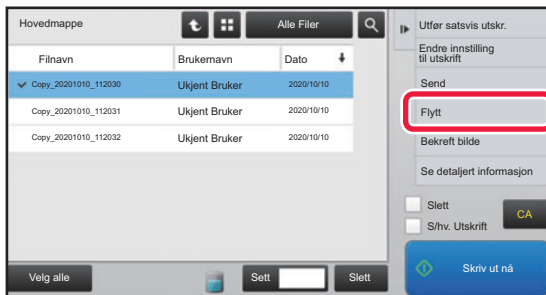 Hovedmappe
Alle Filer
Filnavn
Brukernavn
Dato
Copy_20201010_112030
Ukjent Bruker
2020/10/10
Copy_20201010_112031
Ukjent Bruker
2020/10/10
Copy_20201010_112032
Ukjent Bruker
2020/10/10
Velg alle
Sett
Slett
Utfør satsvis utskr.
Endre innstilling
til utskrift
Send
Flytt
Bekreft bilde
Se detaljert informasjon
Slett
S/hv. Utskrift
CA
Skriv ut nå